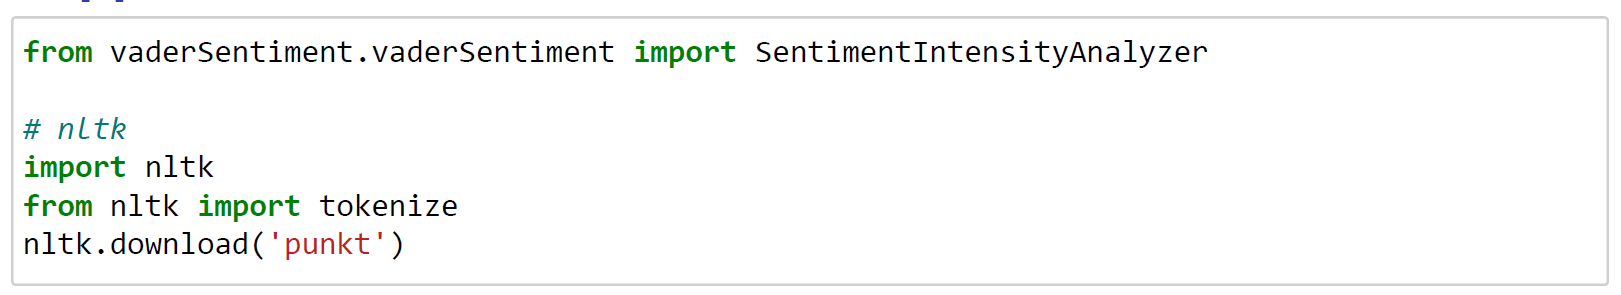 from vaderSentiment.vaderSentiment import SentimentIntensityAnalyzer
# nltk
import nltk
from nltk import tokenize
nltk.download('punkt')